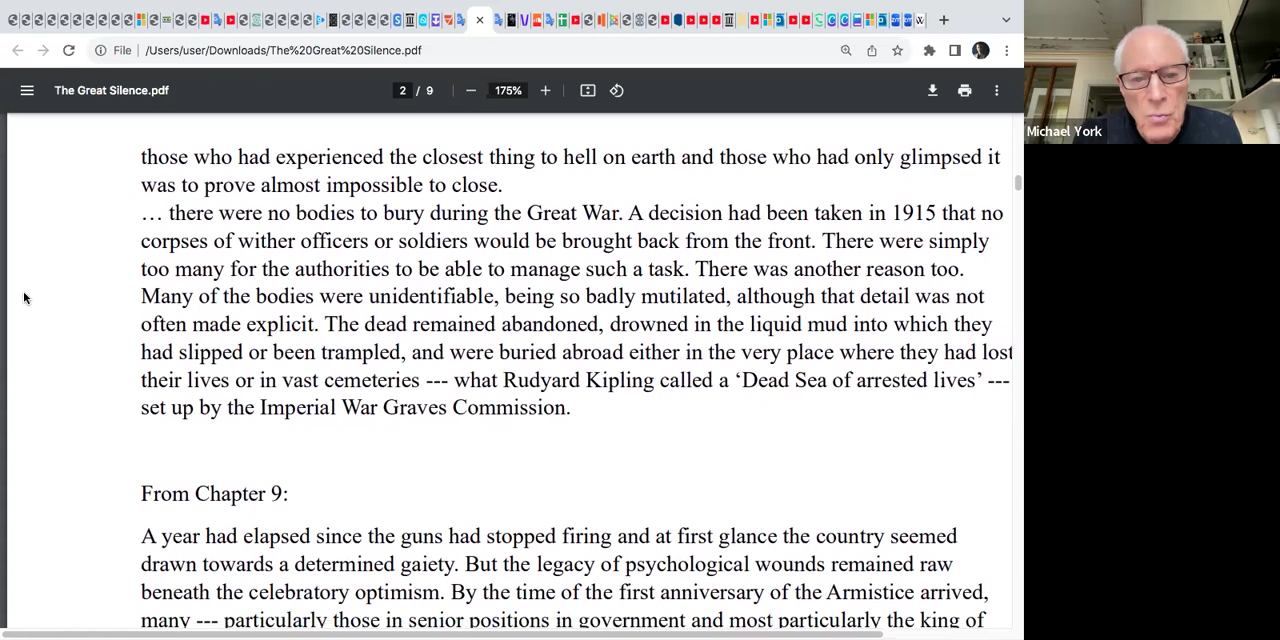 File
/Users/user/Downloads/The%20Great%20Silence.pdf
The Great Silence.pdf
2 / 9
175%
Michael York
those who had experienced the closest thing to hell on earth and those who had only glimpsed it
was to prove almost impossible to close.
… there were no bodies to bury during the Great War. A decision had been taken in 1915 that no
corpses of wither officers or soldiers would be brought back from the front. There were simply
too many for the authorities to be able to manage such a task. There was another reason too.
Many of the bodies were unidentifiable, being so badly mutilated, although that detail was not
often made explicit. The dead remained abandoned, drowned in the liquid mud into which they
had slipped or been trampled, and were buried abroad either in the very place where they had lost
their lives or in vast cemeteries --- what Rudyard Kipling called a ‘Dead Sea of arrested lives’ ---
set up by the Imperial War Graves Commission.
From Chapter 9:
A year had elapsed since the guns had stopped firing and at first glance the country seemed
drawn towards a determined gaiety. But the legacy of psychological wounds remained raw
beneath the celebratory optimism. By the time of the first anniversary of the Armistice arrived,
many --- particularly those in senior positions in government and most particularly the king of